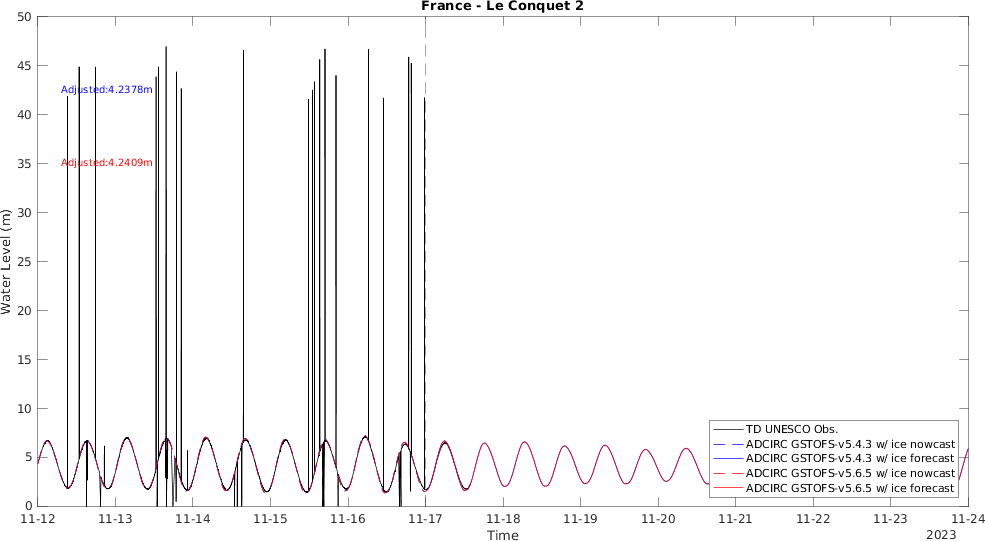 France - Le Conquet 2
50
45
40
35
30
25
20
15
10
5
0
Water Level (m)
Adjusted:4.2378m
Adjusted:4.2409m
TD UNESCO Obs.
ADCIRC GSTOFS-v5.4.3 w/ ice nowcast
ADCIRC GSTOFS-v5.4.3 w/ ice forecast
ADCIRC GSTOFS-v5.6.5 w/ ice nowcast
ADCIRC GSTOFS-v5.6.5 w/ ice forecast
11-12 11-13 11-14 11-15 11-16 11-17 11-18 11-19 11-20 11-21 11-22 11-23 11-24
Time
2023